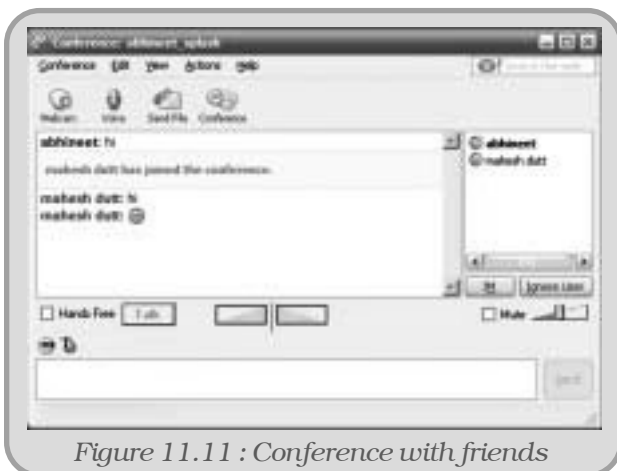 Conference: abhineet_splash
Conference Edit View Actions Help
Webcam Voice Send File Conference
abhineet: hi
mahesh dutt has joined the conference.
mahesh dutt: hi
mahesh dutt:
abhineet
mahesh dutt
Ignore User
Hands Free Talk
Mute
Send
Figure 11.11 : Conference with friends